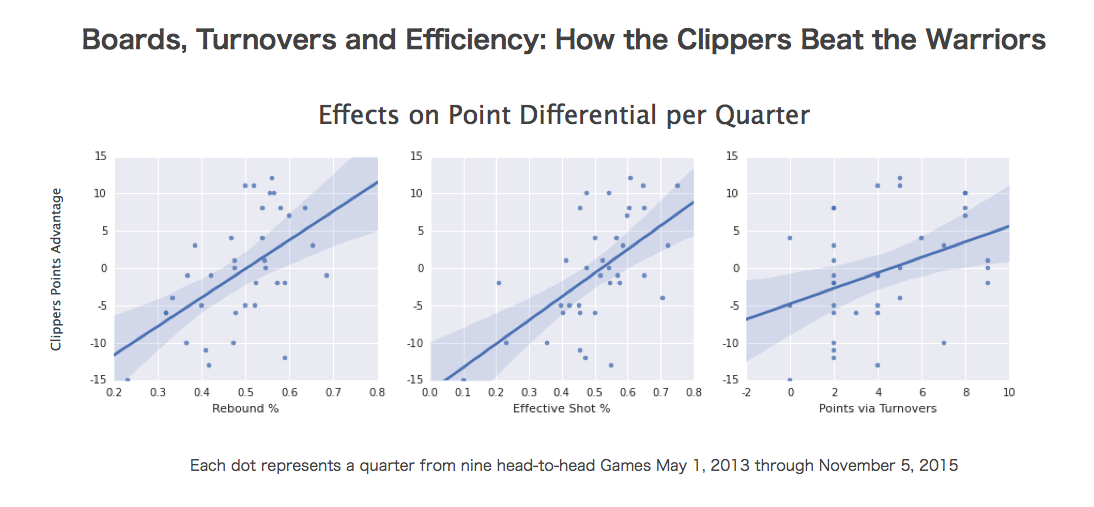 Boards, Turnovers and Efficiency: How the Clippers Beat the Warriors
Effects on Point Differential per Quarter
Clippers Points Advantage
15
10
5
0
-5
-10
-15
0.2 0.3 0.4 0.5 0.6 0.7 0.8
Rebound %
15
10
5
0
-5
-10
-15
0.0 0.1 0.2 0.3 0.4 0.5 0.6 0.7 0.8
Effective Shot %
15
10
5
0
-5
-10
-15
-2 0 2 4 6 8 10
Points via Turnovers
Each dot represents a quarter from nine head-to-head Games May 1, 2013 through November 5, 2015